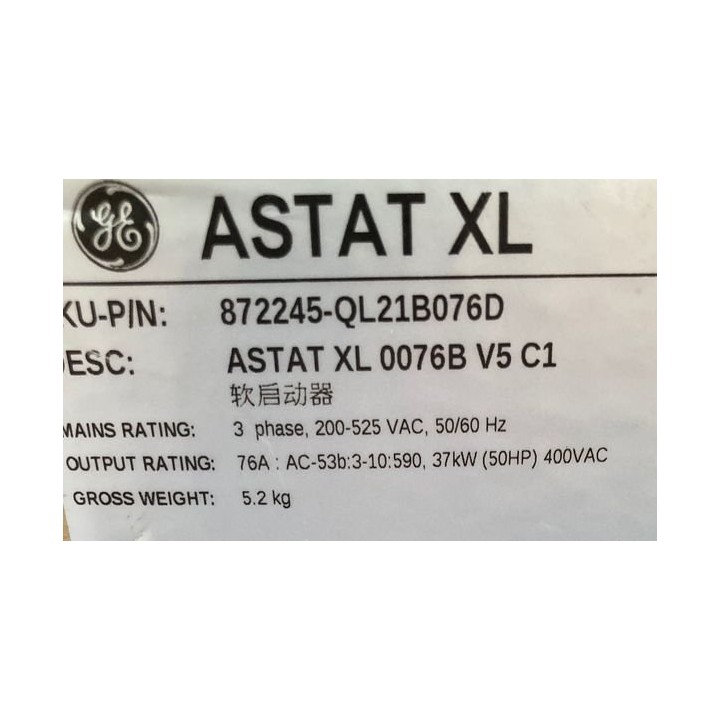 GE
ASTAT XL
KU-P/N: 872245-QL21B076D
ESC: ASTAT XL 0076B V5 C1
软启动器
MAINS RATING: 3 phase, 200-525 VAC, 50/60 Hz
OUTPUT RATING: 76A : AC-53b:3-10:590, 37kW (50HP) 400VAC
GROSS WEIGHT: 5.2 kg